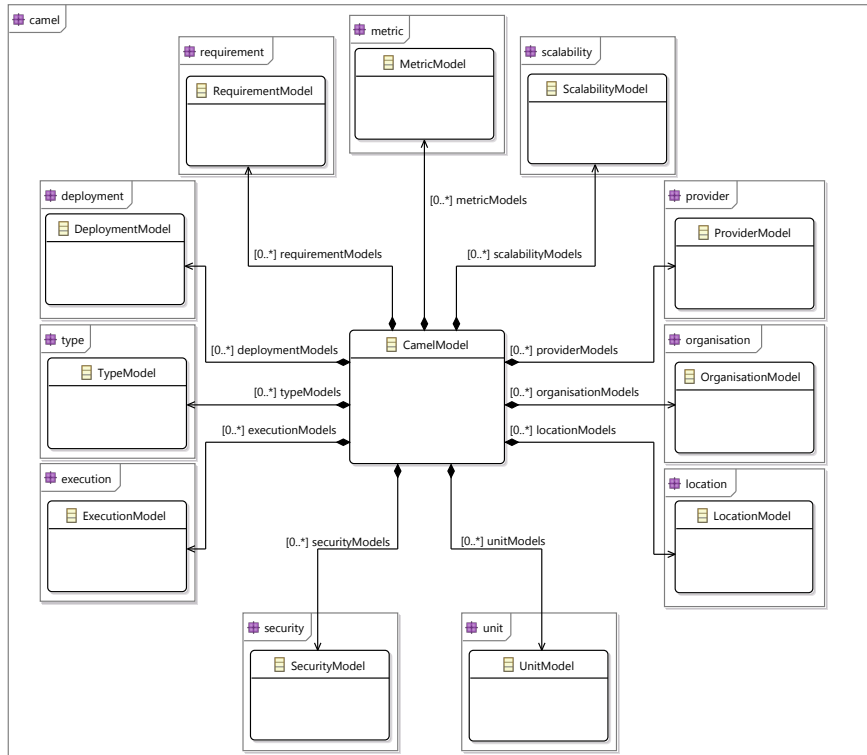 camel
metric
MetricModel
requirement
RequirementModel
scalability
ScalabilityModel
deployment
DeploymentModel
provider
ProviderModel
[0..*] metricModels
[0..*] requirementModels
[0..*] scalabilityModels
type
TypeModel
CamelModel
organisation
OrganisationModel
[0..*] deploymentModels
[0..*] providerModels
[0..*] typeModels
[0..*] organisationModels
[0..*] executionModels
[0..*] locationModels
execution
ExecutionModel
location
LocationModel
[0..*] securityModels
[0..*] unitModels
security
SecurityModel
unit
UnitModel